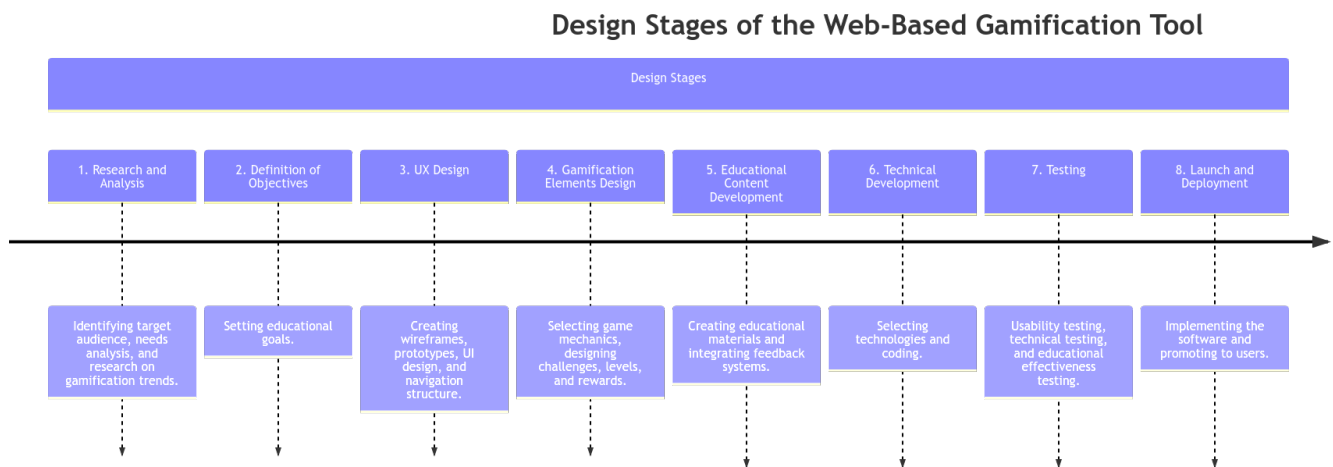 Design Stages of the Web-Based Gamification Tool
Design Stages
1. Research and
Analysis
2. Definition of
Objectives
3. UX Design
4. Gamification
Elements Design
5. Educational
Content
Development
6. Technical
Development
7. Testing
8. Launch and
Deployment
Identifying target
audience, needs
analysis, and
research on
gamification trends.
Setting educational
goals.
Creating
wireframes,
prototypes, UI
design, and
navigation
structure.
Selecting game
mechanics,
designing
challenges, levels,
and rewards.
Creating educational
materials and
integrating feedback
systems.
Selecting
technologies and
coding.
Usability testing,
technical testing,
and educational
effectiveness
testing.
Implementing the
software and
promoting to users.